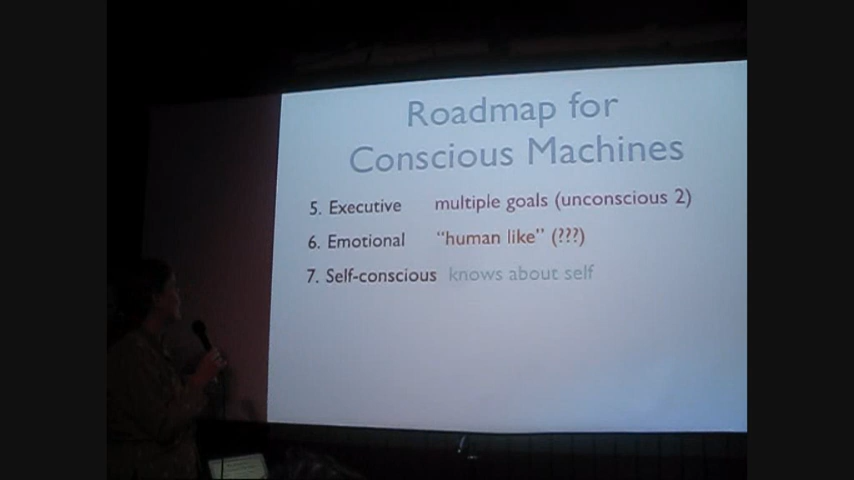 Roadmap for
Conscious Machines
5. Executive multiple goals (unconscious 2)
6. Emotional "human like" (???)
7. Self-conscious knows about self